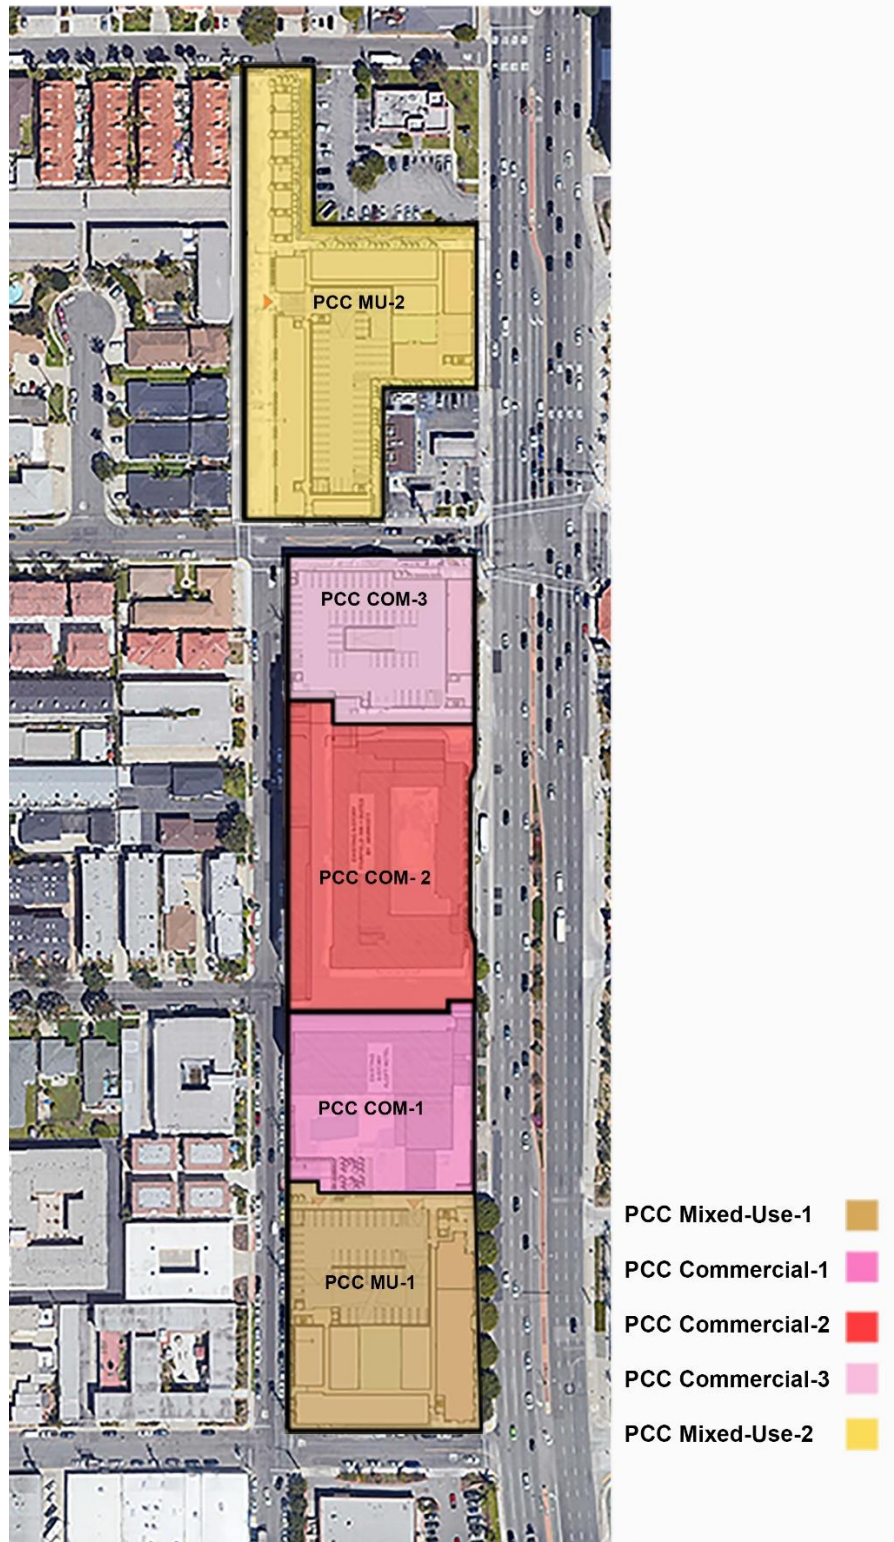 PCC MU-2
PCC COM-3
PCC COM- 2
PCC COM-1
PCC MU-1
PCC Mixed-Use-1
PCC Commercial-1
PCC Commercial-2
PCC Commercial-3
PCC Mixed-Use-2